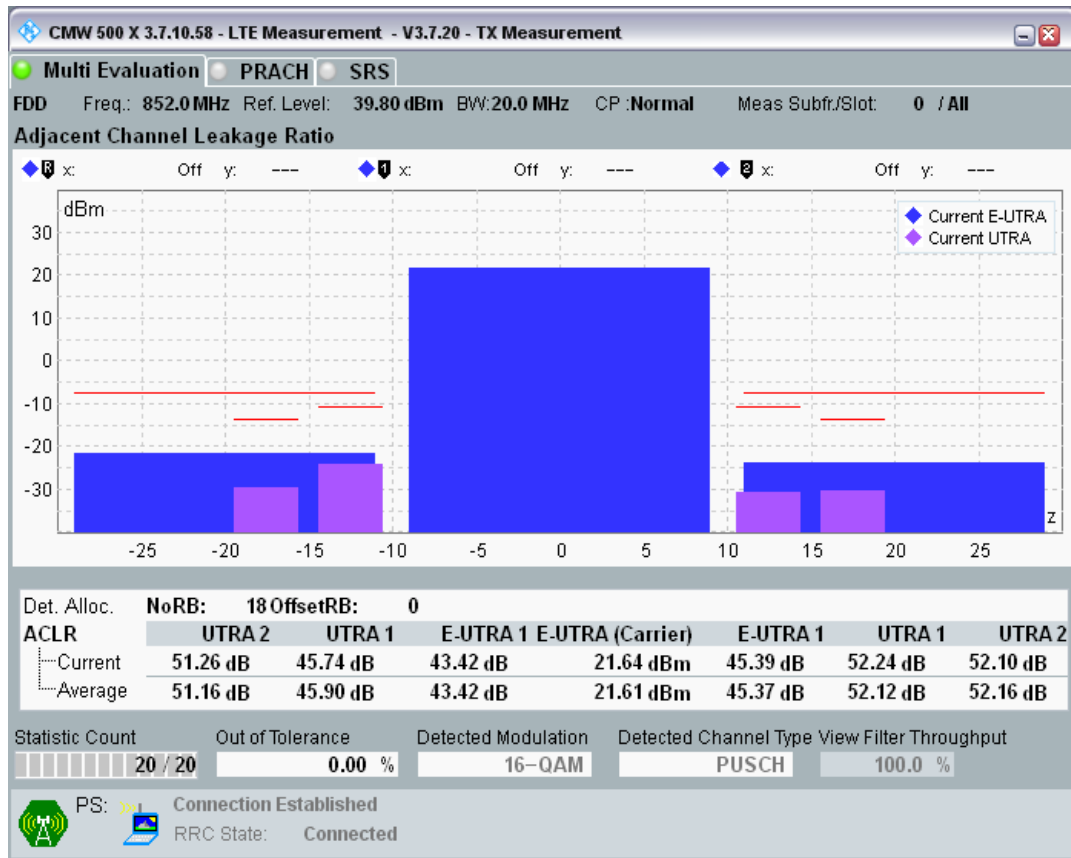 CMW 500 X 3.7.10.58 - LTE Measurement - V3.7.20 - TX Measurement
Multi Evaluation PRACH SRS
FDD Freq.: 852.0 MHz Ref. Level: 39.80 dBm BW:20.0 MHz CP :Normal Meas Subfr./Slot: 0 / All
Adjacent Channel Leakage Ratio
R x: Off y: --- 1 x: Off y: --- 2 x: Off y: ---
dBm
Current E-UTRA
Current UTRA
30
20
10
0
-10
-20
-30
z
-25 -20 -15 -10 -5 0 5 10 15 20 25
Det. Alloc. NoRB: 18 OffsetRB: 0
ACLR UTRA 2 UTRA 1 E-UTRA 1 E-UTRA (Carrier) E-UTRA 1 UTRA 1 UTRA 2
Current 51.26 dB 45.74 dB 43.42 dB 21.64 dBm 45.39 dB 52.24 dB 52.10 dB
Average 51.16 dB 45.90 dB 43.42 dB 21.61 dBm 45.37 dB 52.12 dB 52.16 dB
Statistic Count Out of Tolerance Detected Modulation Detected Channel Type View Filter Throughput
20 / 20 0.00 % 16-QAM PUSCH 100.0 %
PS: Connection Established
RRC State: Connected